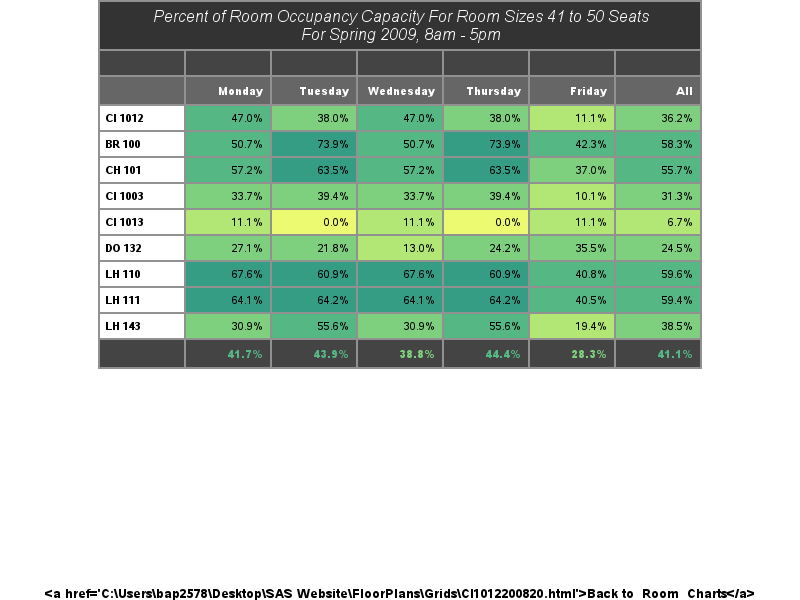 Percent of Room Occupancy Capacity For Room Sizes 41 to 50 Seats
For Spring 2009, 8am - 5pm
Monday Tuesday Wednesday Thursday Friday All
CI 1012 47.0% 38.0% 47.0% 38.0% 11.1% 36.2%
BR 100 50.7% 73.9% 50.7% 73.9% 42.3% 58.3%
CH 101 57.2% 63.5% 57.2% 63.5% 37.0% 55.7%
CI 1003 33.7% 39.4% 33.7% 39.4% 10.1% 31.3%
CI 1013 11.1% 0.0% 11.1% 0.0% 11.1% 6.7%
DO 132 27.1% 21.8% 13.0% 24.2% 35.5% 24.5%
LH 110 67.6% 60.9% 67.6% 60.9% 40.8% 59.6%
LH 111 64.1% 64.2% 64.1% 64.2% 40.5% 59.4%
LH 143 30.9% 55.6% 30.9% 55.6% 19.4% 38.5%
41.7% 43.9% 38.8% 44.4% 28.3% 41.1%
<a href='C:\Users\bap2578\Desktop\SAS Website\FloorPlans\Grids\CI1012200820.html'>Back to Room Charts</a>